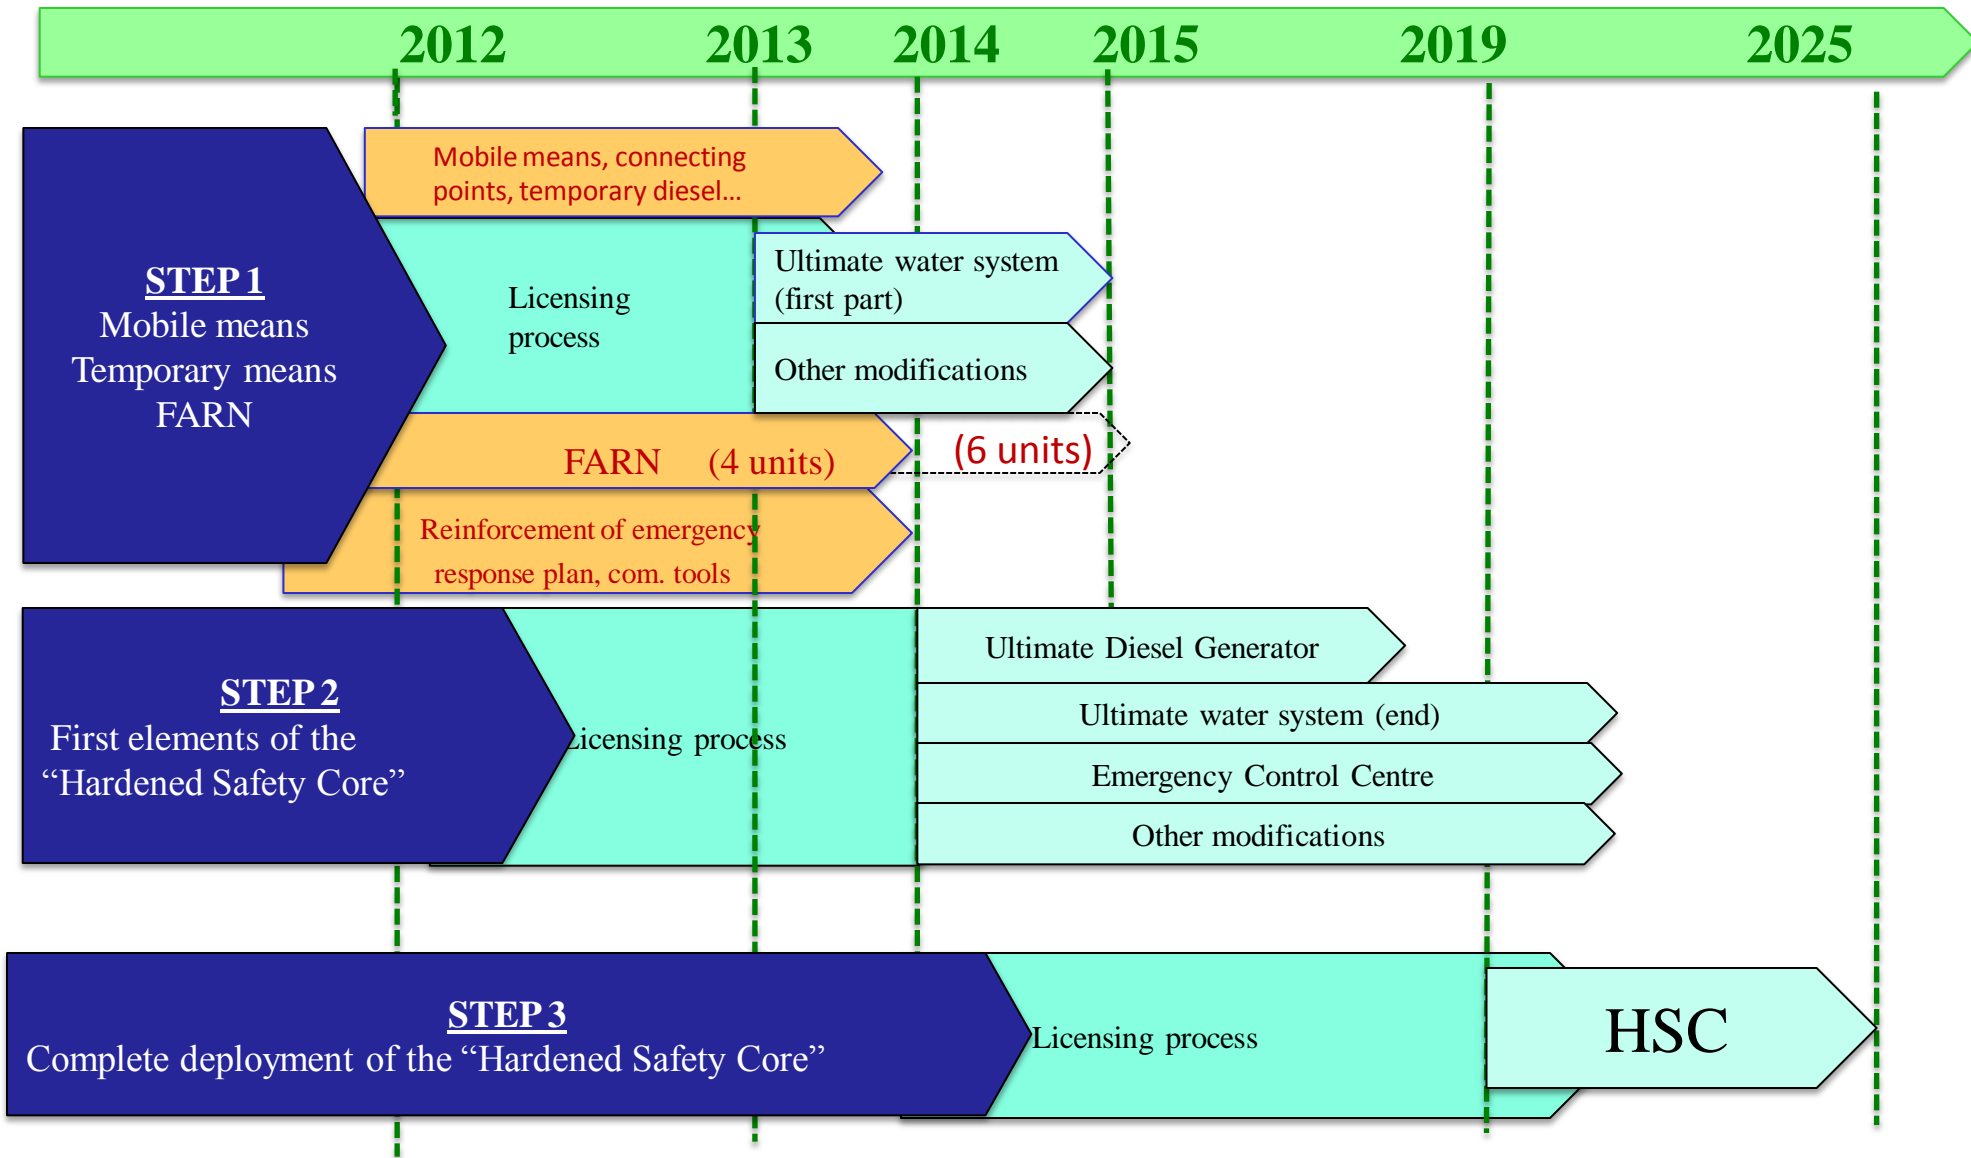 2012 2013 2014 2015 2019 2025
STEP 1
Mobile means
Temporary means
FARN
Mobile means, connecting
points, temporary diesel...
Licensing
process
Ultimate water system
(first part)
Other modifications
FARN (4 units)
(6 units)
Reinforcement of emergency
response plan, com. tools
STEP 2
First elements of the
“Hardened Safety Core”
Licensing process
Ultimate Diesel Generator
Ultimate water system (end)
Emergency Control Centre
Other modifications
STEP 3
Complete deployment of the “Hardened Safety Core”
Licensing process
HSC